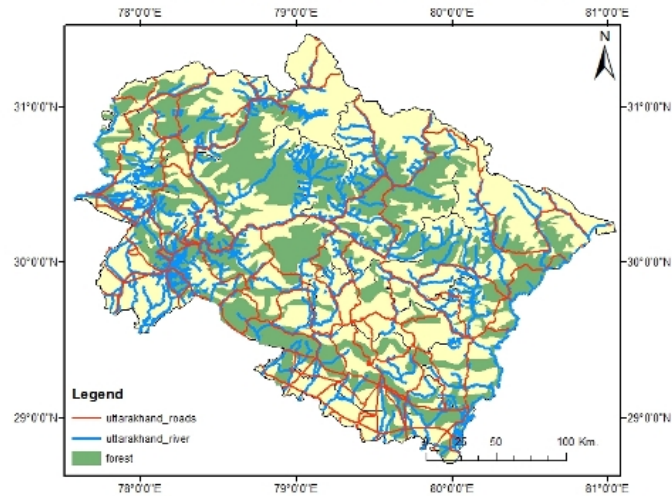 78°0'0"E 79°0'0"E 80°0'0"E 81°0'0"E
N
31°0'0"N 31°0'0"N
30°0'0"N 30°0'0"N
29°0'0"N 29°0'0"N
Legend
uttarakhand_roads
uttarakhand_river
forest
0 25 50 100 Km
78°0'0"E 79°0'0"E 80°0'0"E 81°0'0"E